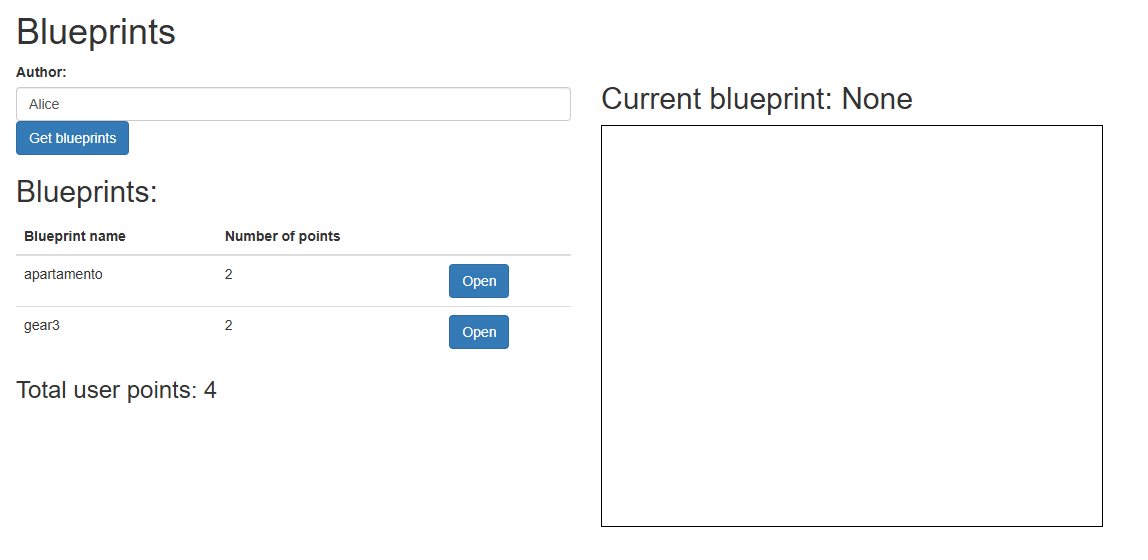 Blueprints
Author:
Alice
Get blueprints
Blueprints:
Blueprint name Number of points
apartamento 2 Open
gear3 2 Open
Total user points: 4
Current blueprint: None